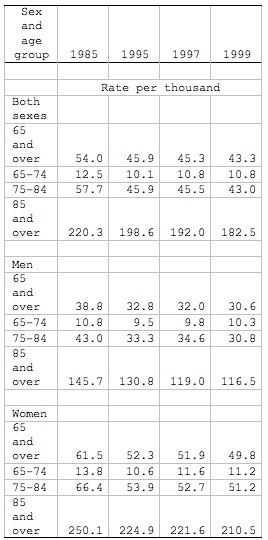 Sex
and
age
group 1985 1995 1997 1999
Rate per thousand
Both
sexes
65
and
over 54.0 45.9 45.3 43.3
65-74 12.5 10.1 10.8 10.8
75-84 57.7 45.9 45.5 43.0
85
and
over 220.3 198.6 192.0 182.5
Men
65
and
over 38.8 32.8 32.0 30.6
65-74 10.8 9.5 9.8 10.3
75-84 43.0 33.3 34.6 30.8
85
and
over 145.7 130.8 119.0 116.5
Women
65
and
over 61.5 52.3 51.9 49.8
65-74 13.8 10.6 11.6 11.2
75-84 66.4 53.9 52.7 51.2
85
and
over 250.1 224.9 221.6 210.5